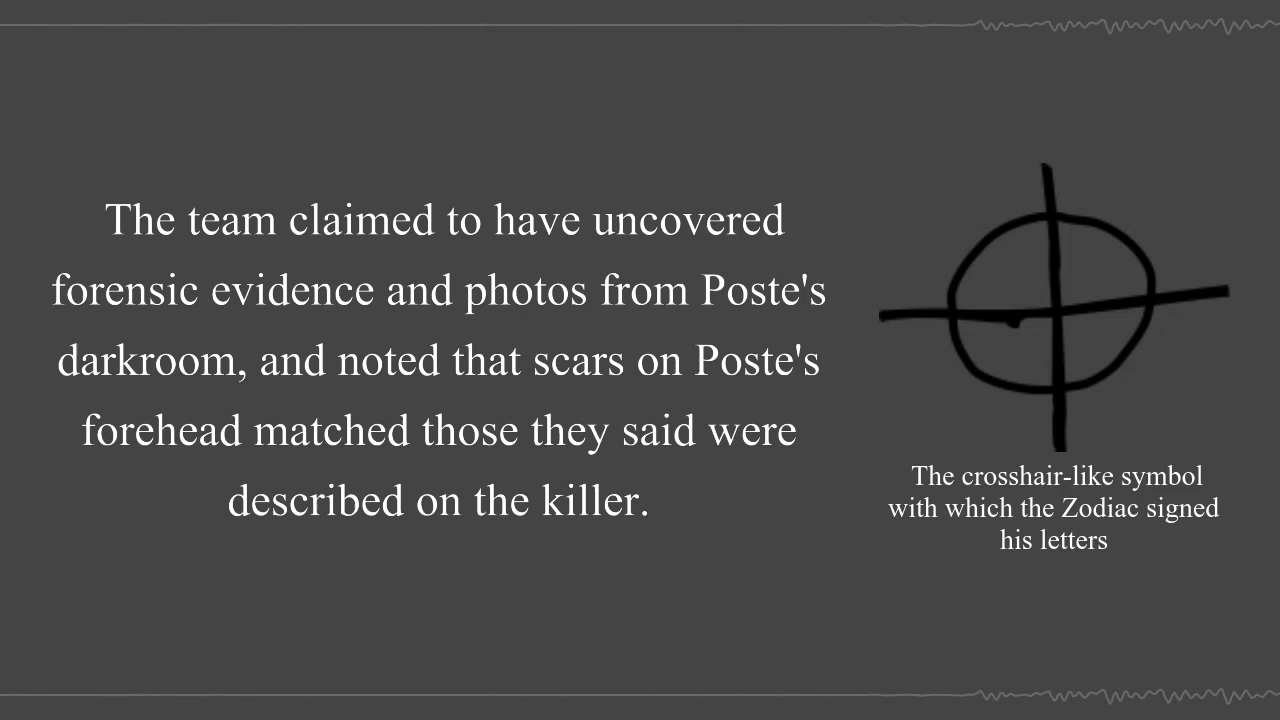 The team claimed to have uncovered
forensic evidence and photos from Poste's
darkroom, and noted that scars on Poste's
forehead matched those they said were
described on the killer.
The crosshair-like symbol
with which the Zodiac signed
his letters